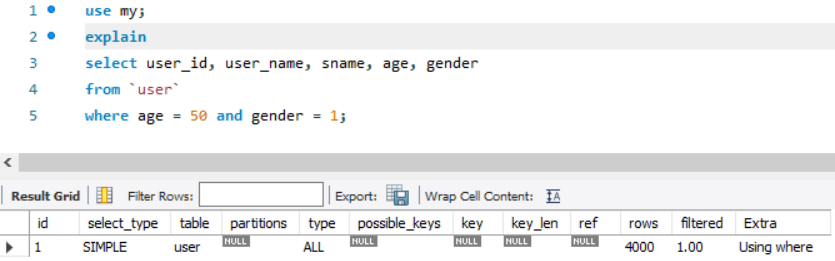 1 use my;
2 explain
3 select user_id, user_name, sname, age, gender
4 from `user`
5 where age = 50 and gender = 1;
Result Grid Filter Rows: Export: Wrap Cell Content: IA
id select_type table partitions type possible_keys key key_len ref rows filtered Extra
1 SIMPLE user NULL ALL NULL NULL NULL NULL 4000 1.00 Using where